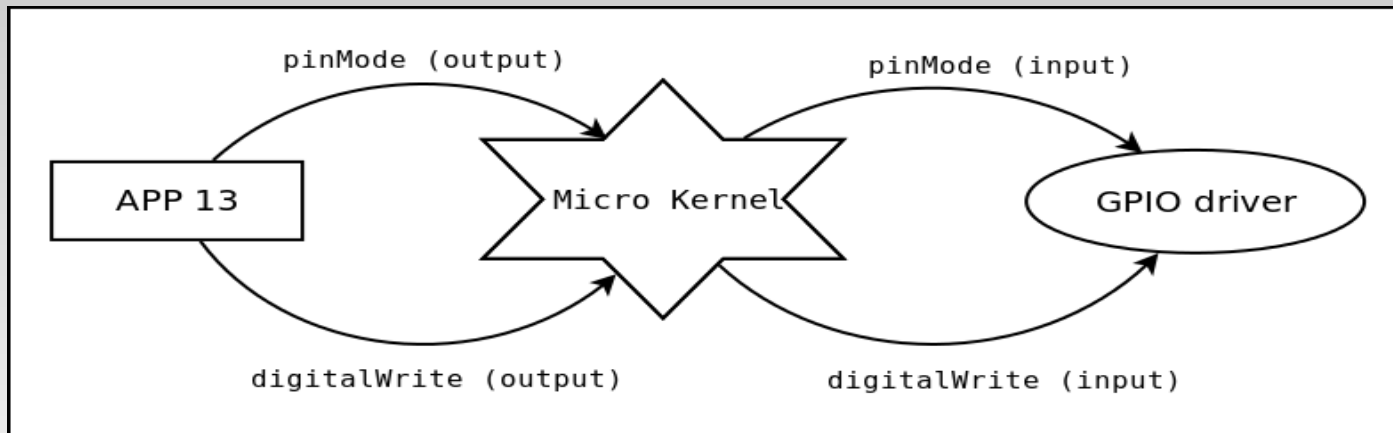 pinMode (output)
pinMode (input)
APP 13
Micro Kernel
GPIO driver
digitalWrite (output)
digitalWrite (input)